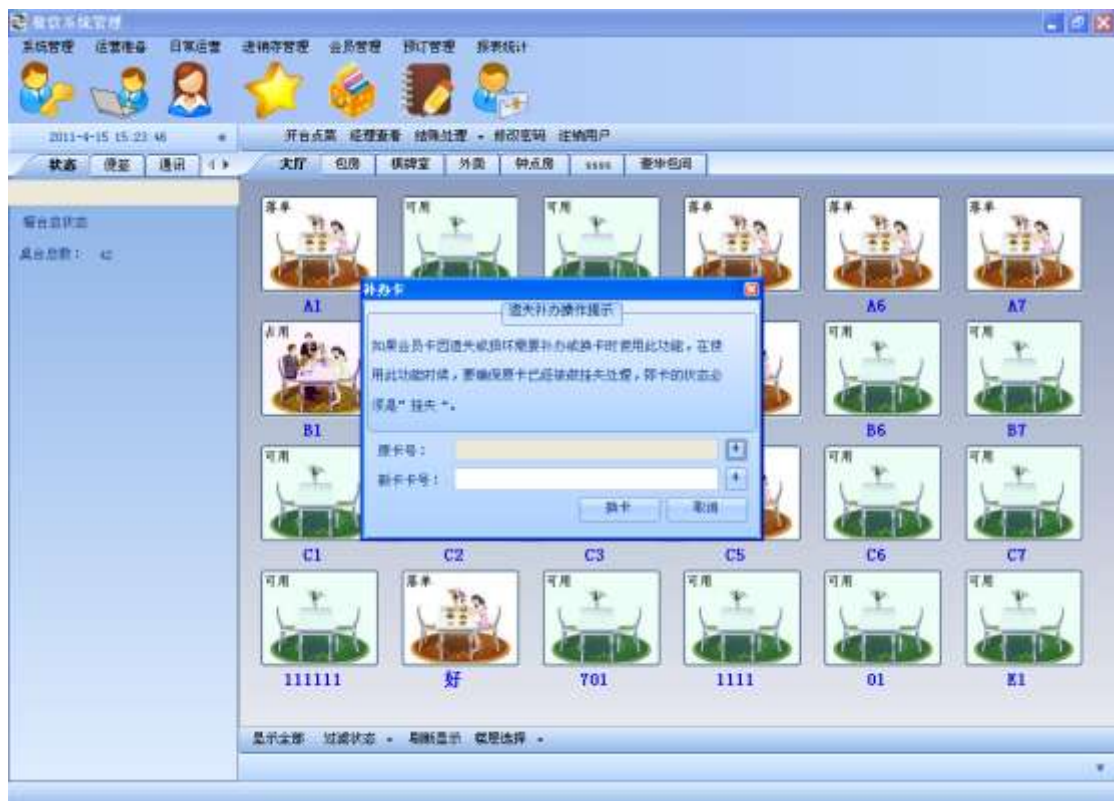 餐饮系统管理
系统管理 运营准备 日常运营 进销存管理 会员管理 预订管理 报表统计
2011-4-15 15:23:46
开台点菜 经理查看 结账处理 修改密码 注销用户
状态 便签 通讯
大厅 包房 棋牌室 外面 钟点房 ssss 豪华包间
桌台总数： 42
落单 可用 可用 落单 落单 落单
A1 A6 A7
占用 可用 可用
B1 B6 B7
可用 可用 可用
C1 C2 C3 C5 C6 C7
可用 落单 可用 可用 可用 可用
111111 好 701 1111 01 K1
补办卡
遗失补办操作提示
如果会员卡因遗失或损坏需要补办或换卡时使用此功能，在使
用此功能时候，要确保原卡已经被做挂失处理，即卡的状态必
须是"挂失"。
原卡号：
新卡卡号：
换卡 取消
显示全部 过滤状态 刷新显示 楼层选择